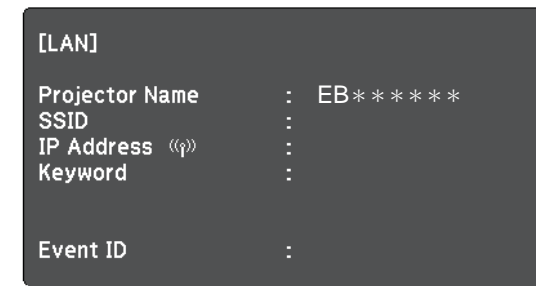 [LAN]
Projector Name : EB******
SSID :
IP Address :
Keyword :
Event ID :